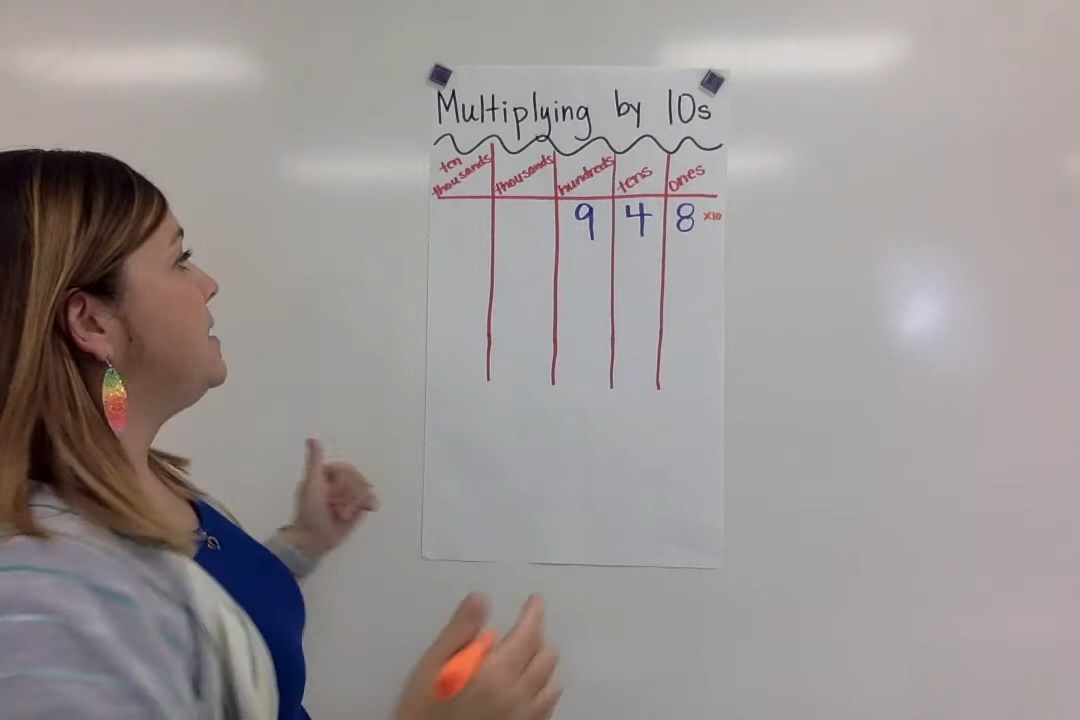 Multiplying by 10s
ten thousands thousands hundreds tens ones
9 4 8 x10